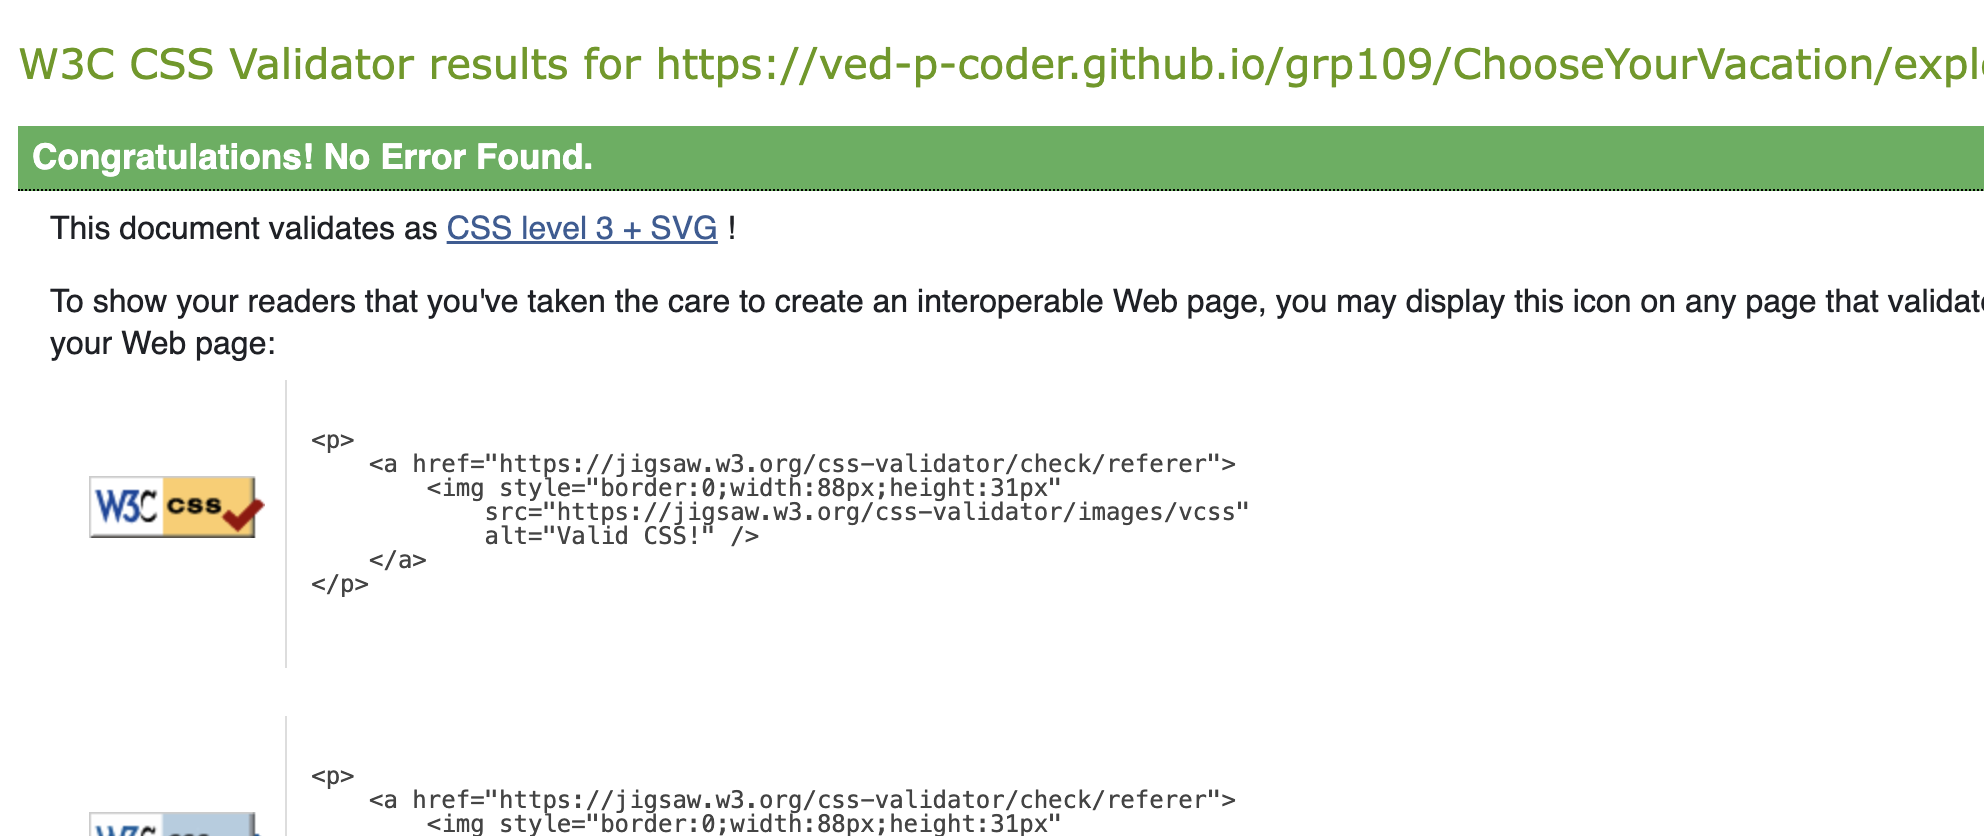 W3C CSS Validator results for https://ved-p-coder.github.io/grp109/ChooseYourVacation/expl
Congratulations! No Error Found.
This document validates as CSS level 3 + SVG !
To show your readers that you've taken the care to create an interoperable Web page, you may display this icon on any page that validat
your Web page:
<p>
<a href="https://jigsaw.w3.org/css-validator/check/referer">
<img style="border:0;width:88px;height:31px"
src="https://jigsaw.w3.org/css-validator/images/vcss"
alt="Valid CSS!" />
</a>
</p>
W3C css
<p>
<a href="https://jigsaw.w3.org/css-validator/check/referer">
<img style="border:0;width:88px;height:31px"